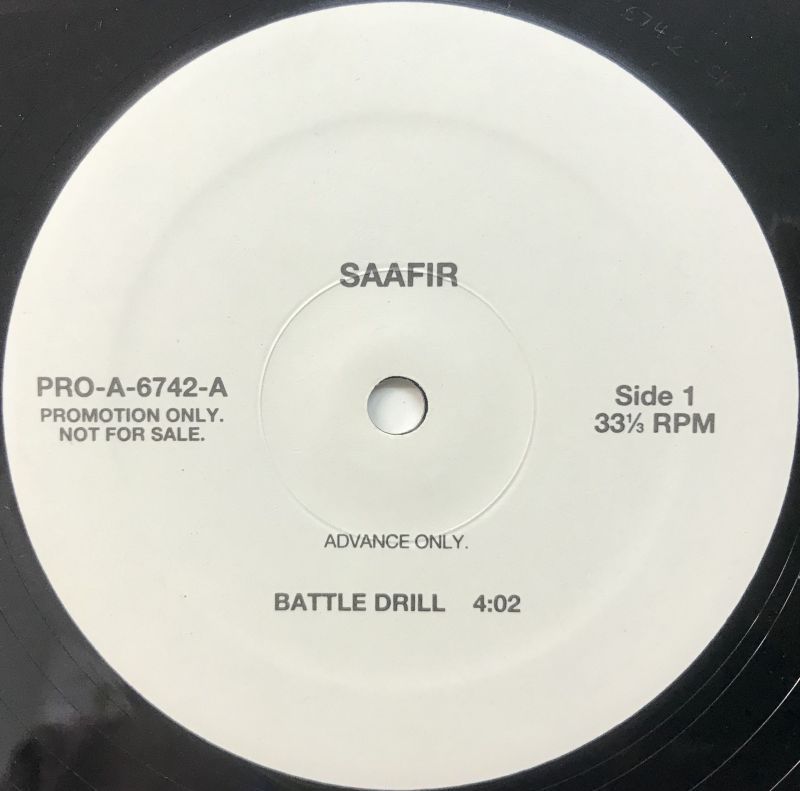 SAAFIR
PRO-A-6742-A
PROMOTION ONLY.
NOT FOR SALE.
Side 1
33⅓ RPM
ADVANCE ONLY.
BATTLE DRILL 4:02